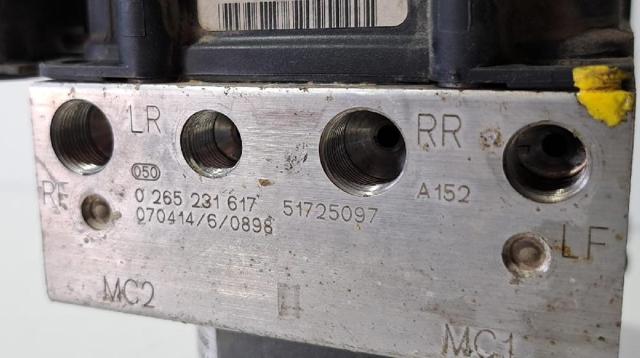 LR
RR
050
RF
0 265 231 617
51725097
A152
070414/6/0898
LF
MC2
MC1